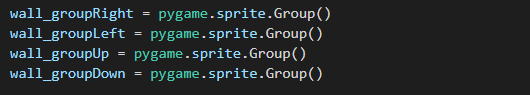 wall_groupRight = pygame.sprite.Group()
wall_groupLeft = pygame.sprite.Group()
wall_groupUp = pygame.sprite.Group()
wall_groupDown = pygame.sprite.Group()